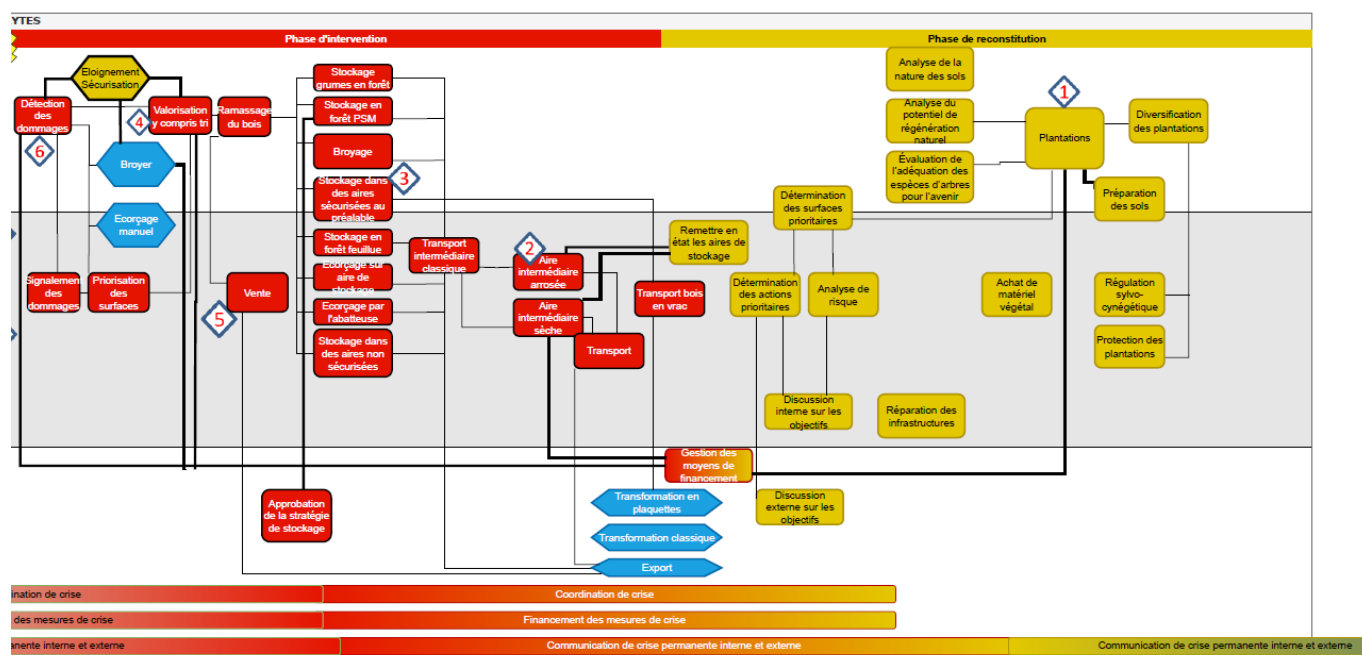 LYTES
Phase d'intervention
Phase de reconstitution
Eloignement
Sécurisation
Détection
des
dommages
6
4
Valorisation
y compris tri
Ramassage
du bois
Broyer
Ecorçage
manuel
Signalement
des
dommages
Priorisation
des
surfaces
Vente
5
Stockage
grumes en forêt
Stockage en
forêt PSM
Broyage
Stockage dans
des aires
sécurisées au
préalable
3
Stockage en
forêt feuillue
Ecorçage sur
aire de
stockage
Ecorçage par
l'abatteuse
Stockage dans
des aires non
sécurisées
Transport
intermédiaire
classique
2
Aire
intermédiaire
arrosée
Aire
intermédiaire
sèche
Transport
Remettre en
état les aires de
stockage
Transport bois
en vrac
Analyse de la
nature des sols
Analyse du
potentiel de
régénération
naturel
Évaluation de
l'adéquation des
espèces d'arbres
pour l'avenir
1
Plantations
Diversification
des plantations
Préparation
des sols
Détermination
des surfaces
prioritaires
Détermination
des actions
prioritaires
Analyse de
risque
Achat de
matériel
végétal
Régulation
sylvo-
cynégétique
Protection des
plantations
Discussion
interne sur les
objectifs
Réparation des
infrastructures
Gestion des
moyens de
financement
Approbation
de la stratégie
de stockage
Transformation en
plaquettes
Transformation classique
Export
Discussion
externe sur les
objectifs
ination de crise
Coordination de crise
des mesures de crise
Financement des mesures de crise
anente interne et externe
Communication de crise permanente interne et externe
Communication de crise permanente interne et externe